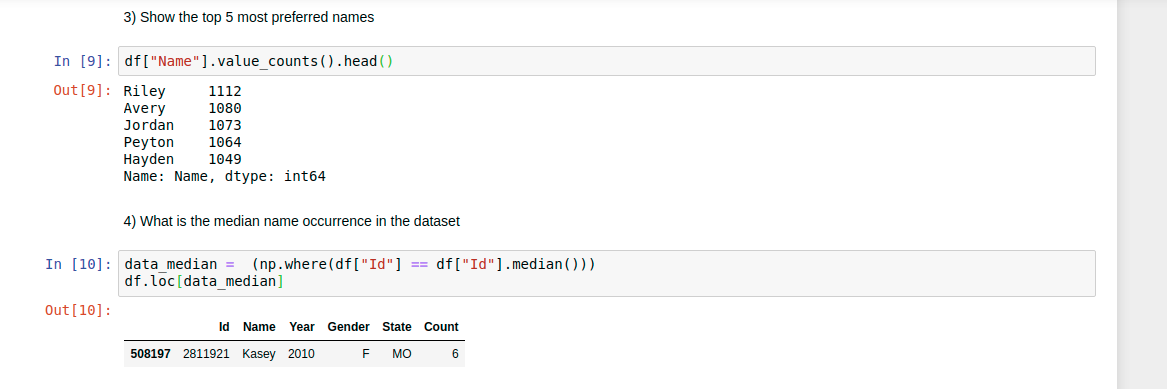 3) Show the top 5 most preferred names
In [9]: df["Name"].value_counts().head()
Out[9]: Riley 1112
Avery 1080
Jordan 1073
Peyton 1064
Hayden 1049
Name: Name, dtype: int64
4) What is the median name occurrence in the dataset
In [10]: data_median = (np.where(df["Id"] == df["Id"].median()))
df.loc[data_median]
Out[10]:
Id Name Year Gender State Count
508197 2811921 Kasey 2010 F MO 6